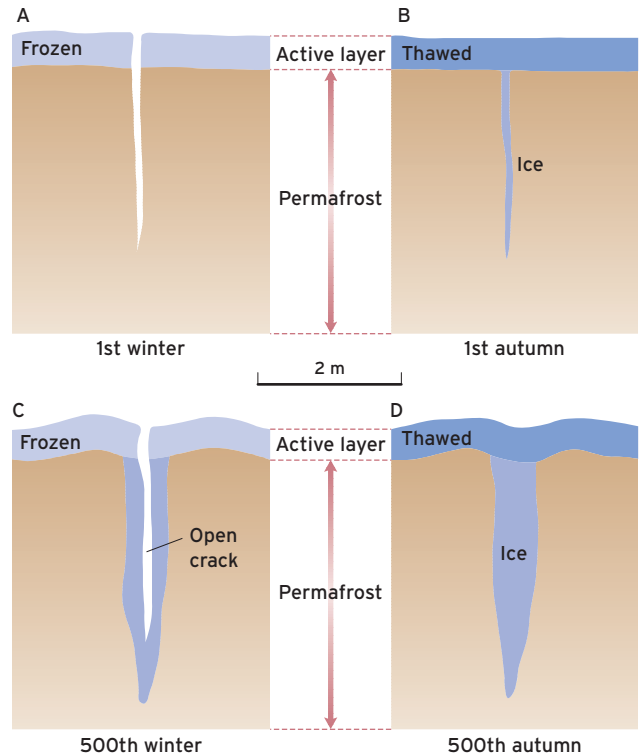 A
B
Frozen
Active layer
Thawed
Ice
Permafrost
1st winter
1st autumn
2 m
C
D
Frozen
Active layer
Thawed
Open
crack
Ice
Permafrost
500th winter
500th autumn